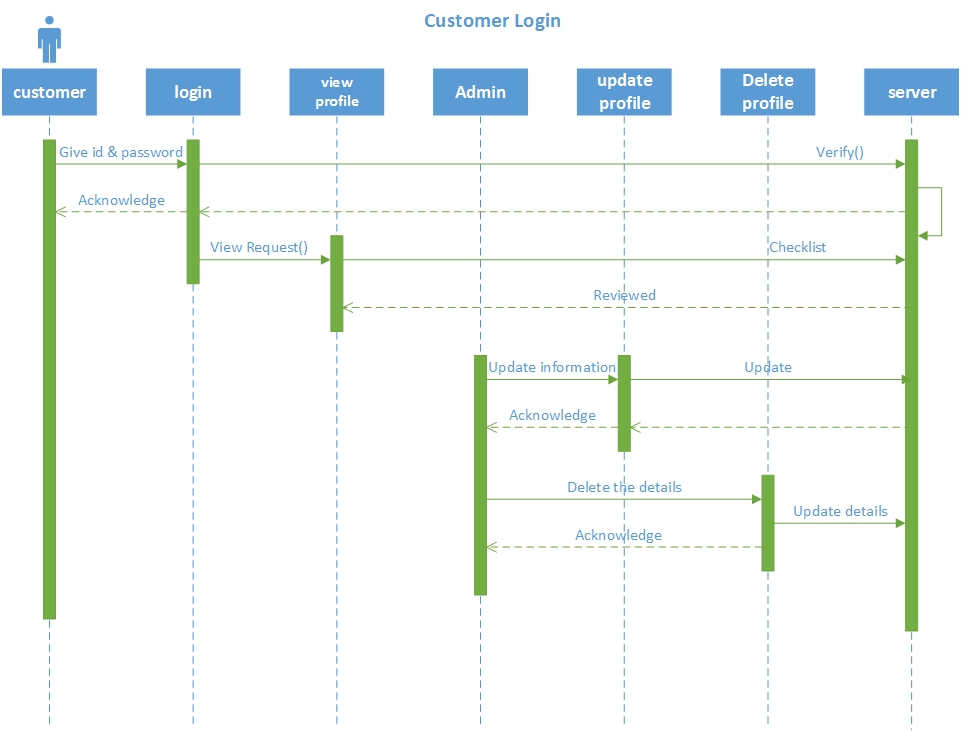 Customer Login
customer
login
view
profile
Admin
update
profile
Delete
profile
server
Give id & password
Verify()
Acknowledge
View Request()
Checklist
Reviewed
Update information
Update
Acknowledge
Delete the details
Update details
Acknowledge